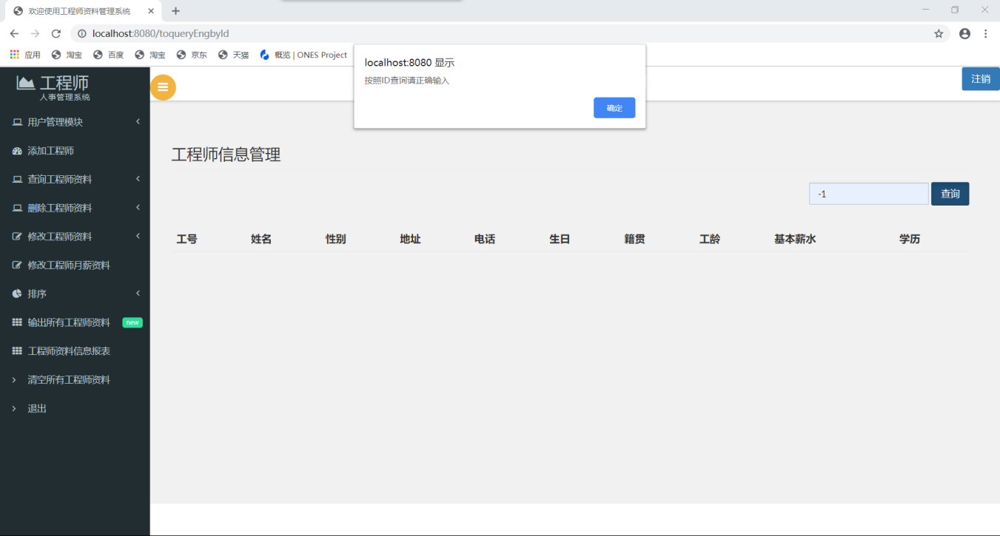 欢迎使用工程师资料管理系统
localhost:8080/toqueryEngbyId
应用 淘宝 百度 淘宝 京东 天猫 概览 | ONES Project
localhost:8080 显示
按照ID查询请正确输入
确定
注销
工程师
人事管理系统
用户管理模块
添加工程师
查询工程师资料
删除工程师资料
修改工程师资料
修改工程师月薪资料
排序
输出所有工程师资料 new
工程师资料信息报表
清空所有工程师资料
退出
工程师信息管理
-1 查询
工号 姓名 性别 地址 电话 生日 籍贯 工龄 基本薪水 学历